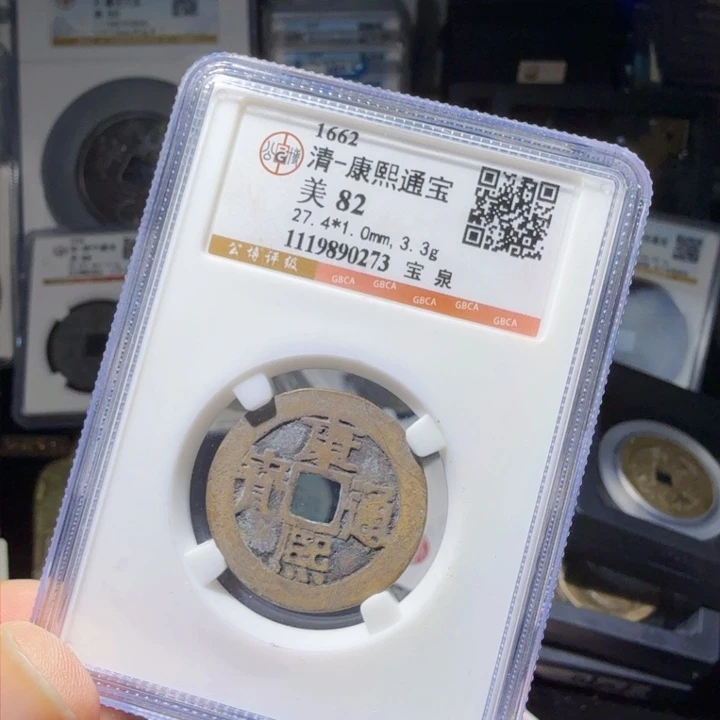 1662
清-康熙通宝
美 82
27.4*1.0mm, 3.3g
1119890273 宝 泉
公博评级
GBCA GBCA GBCA GBCA GBCA
康熙通寳